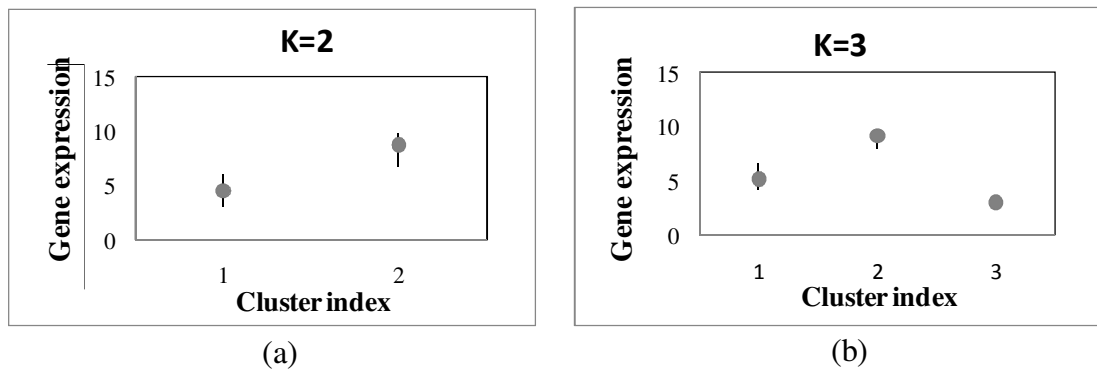 K=2
Gene expression
15
10
5
0
1 2
Cluster index
(a)
K=3
Gene expression
15
10
5
0
1 2 3
Cluster index
(b)